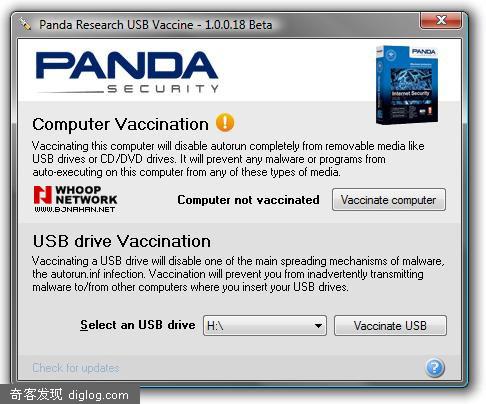 Panda Research USB Vaccine - 1.0.0.18 Beta
PANDA
SECURITY
PANDA
Internet Security
Computer Vaccination
Vaccinating this computer will disable autorun completely from removable media like
USB drives or CD/DVD drives. It will prevent any malware or programs from
auto-executing on this computer from any of these types of media.
WHOOP
NETWORK
WWW.BJNAHAN.NET
Computer not vaccinated
Vaccinate computer
USB drive Vaccination
Vaccinating a USB drive will disable one of the main spreading mechanisms of malware,
the autorun.inf infection. Vaccination will prevent you from inadvertently transmitting
malware to/from other computers where you insert your USB drives.
Select an USB drive
H:\
Vaccinate USB
Check for updates
奇客发现 diglog.com